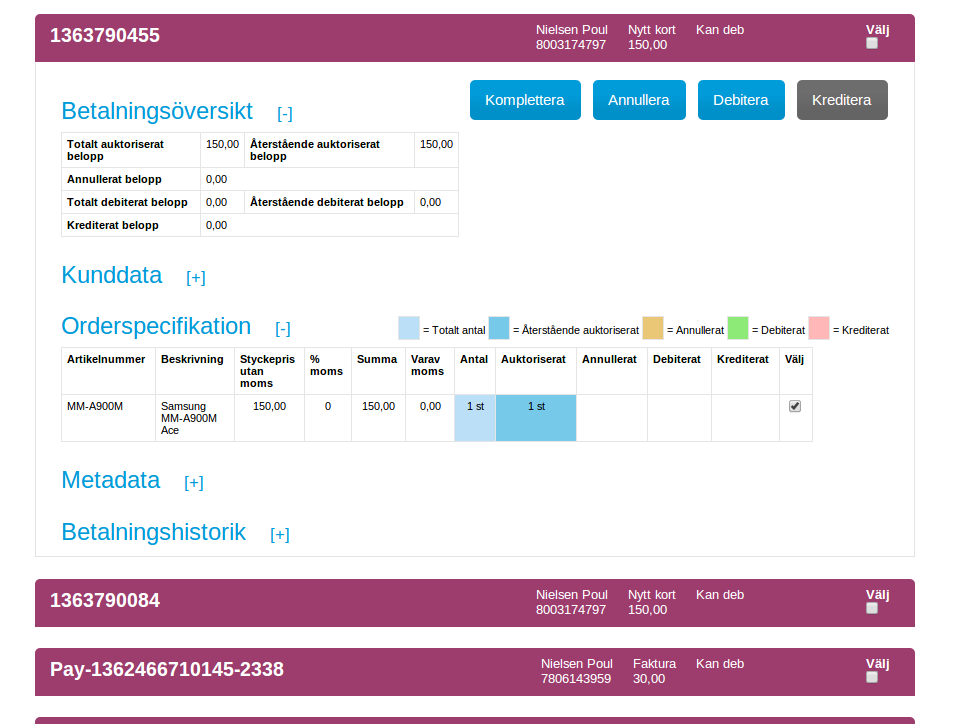 1363790455
Nielsen Poul Nytt kort Kan deb Välj
8003174797 150,00
Komplettera Annullera Debitera Kreditera
Betalningsöversikt [-]
Totalt auktoriserat belopp 150,00 Återstående auktoriserat belopp 150,00
Annullerat belopp 0,00
Totalt debiterat belopp 0,00 Återstående debiterat belopp 0,00
Krediterat belopp 0,00
Kunddata [+]
Orderspecifikation [-]
= Totalt antal = Återstående auktoriserat = Annullerat = Debiterat = Krediterat
Artikelnummer Beskrivning Styckepris utan moms % moms Summa Varav moms Antal Auktoriserat Annullerat Debiterat Krediterat Välj
MM-A900M Samsung MM-A900M Ace 150,00 0 150,00 0,00 1 st 1 st
Metadata [+]
Betalningshistorik [+]
1363790084
Nielsen Poul Nytt kort Kan deb Välj
8003174797 150,00
Pay-1362466710145-2338
Nielsen Poul Faktura Kan deb Välj
7806143959 30,00